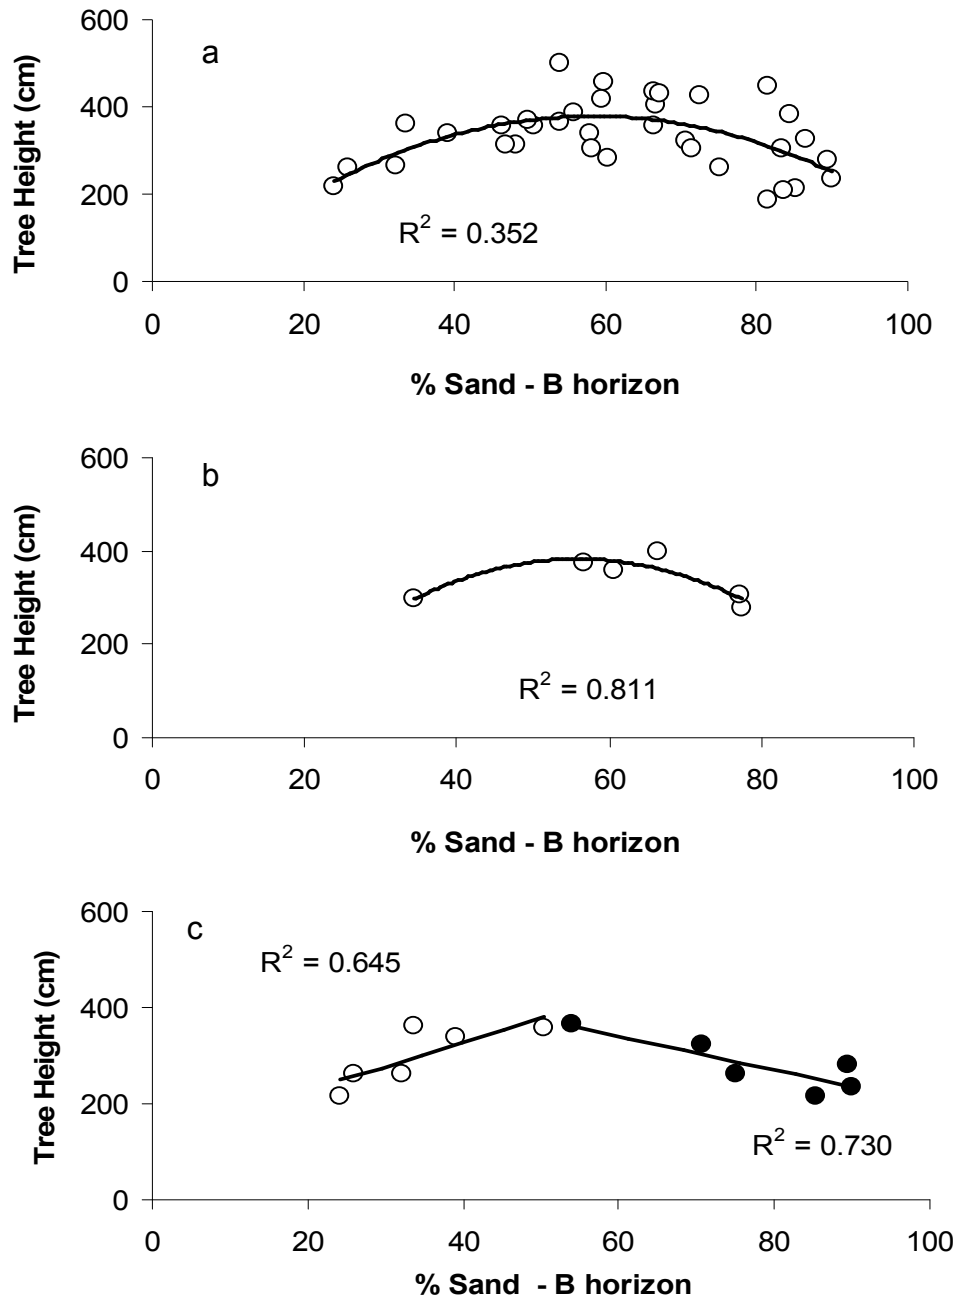 a
Tree Height (cm)
600
400
200
0
R² = 0.352
0 20 40 60 80 100
% Sand - B horizon
b
Tree Height (cm)
600
400
200
0
R² = 0.811
0 20 40 60 80 100
% Sand - B horizon
c
Tree Height (cm)
600
400
200
0
R² = 0.645
R² = 0.730
0 20 40 60 80 100
% Sand - B horizon